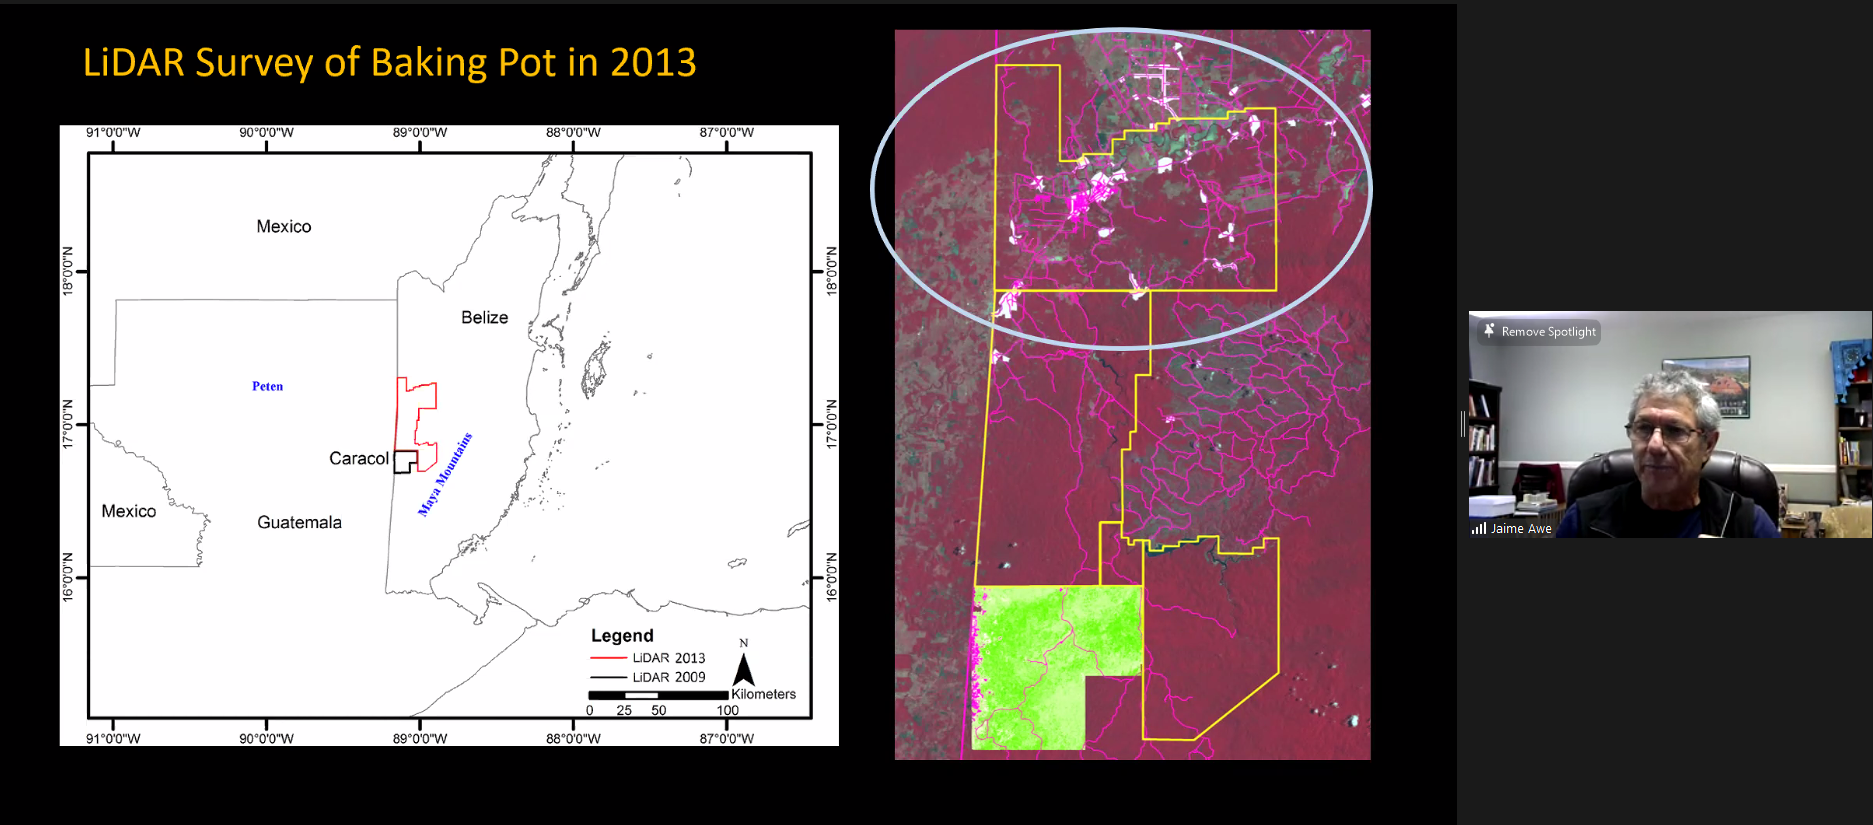 LiDAR Survey of Baking Pot in 2013
91°0'0"W 90°0'0"W 89°0'0"W 88°0'0"W 87°0'0"W
18°0'0"N
17°0'0"N
16°0'0"N
Mexico
Belize
Peten
Caracol
Maya Mountains
Mexico
Guatemala
Legend
LiDAR 2013
LiDAR 2009
N
Kilometers
0 25 50 100
18°0'0"N
17°0'0"N
16°0'0"N
91°0'0"W 90°0'0"W 89°0'0"W 88°0'0"W 87°0'0"W
Remove Spotlight
Jaime Awe